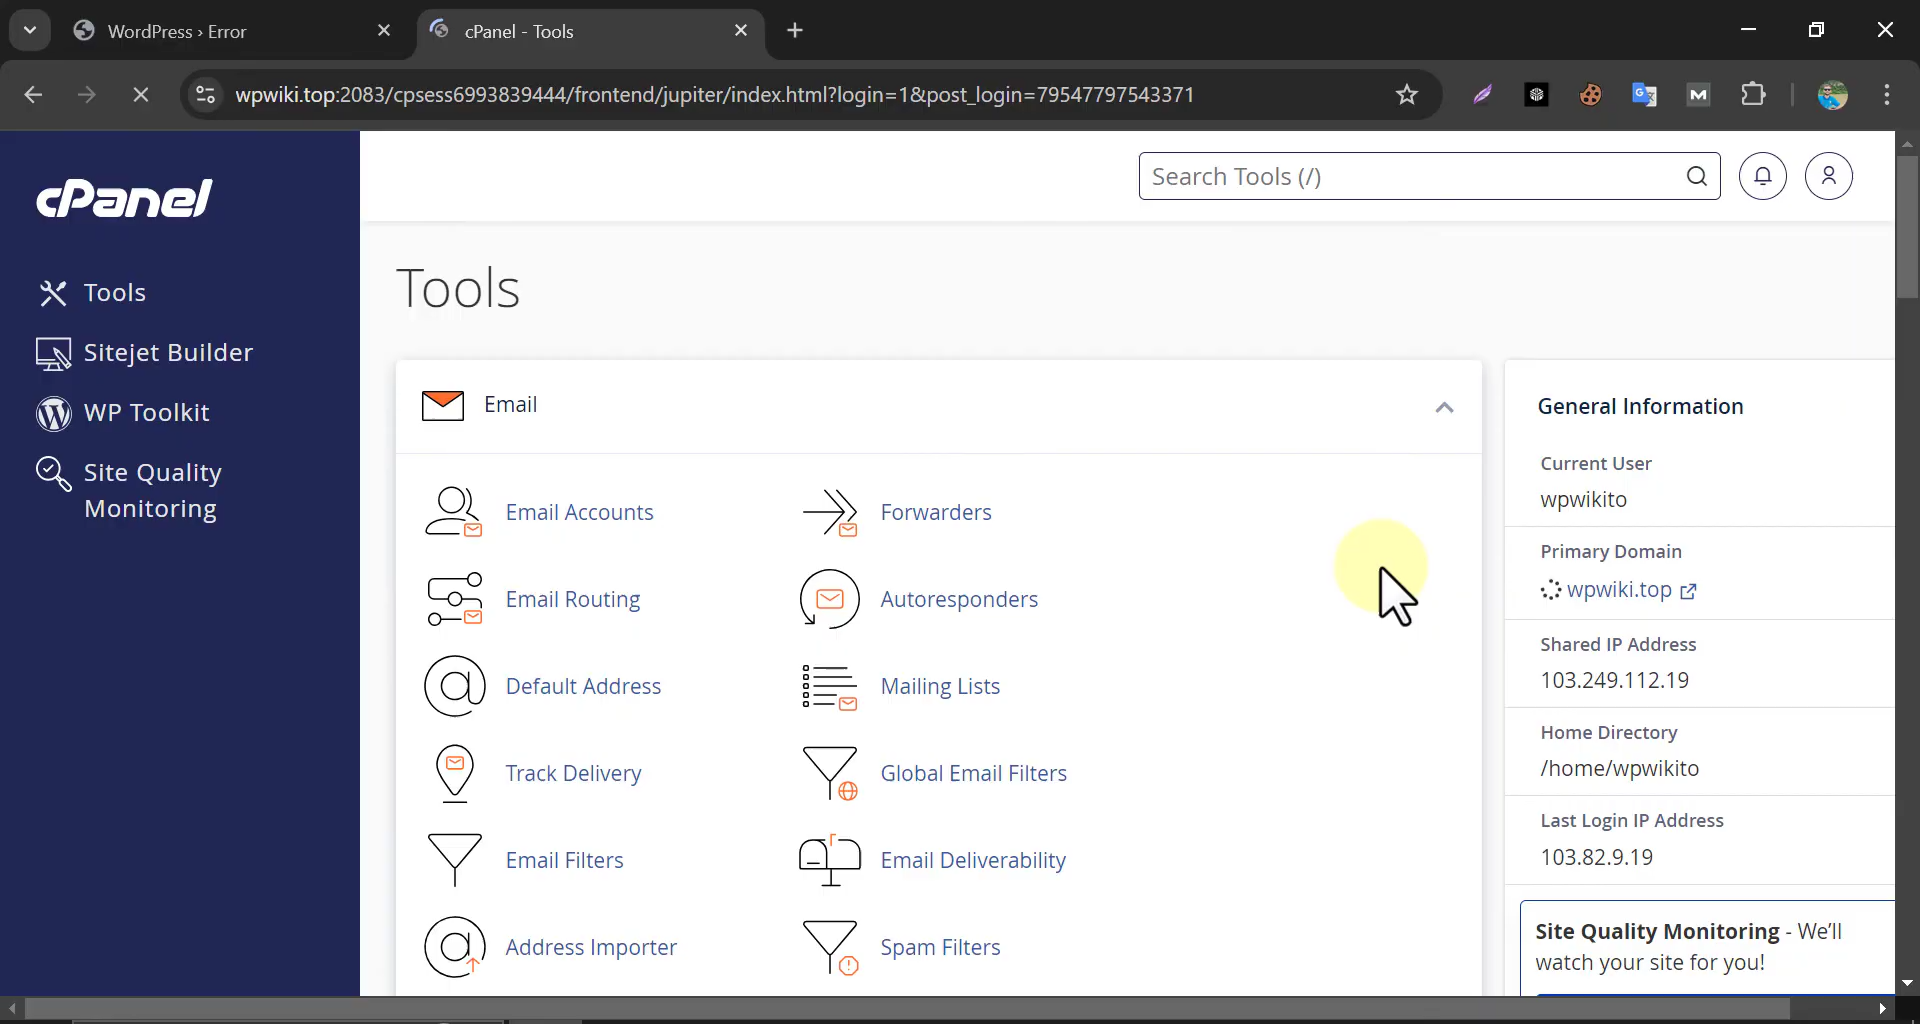 WordPress › Error
cPanel - Tools
wpwiki.top:2083/cpsess6993839444/frontend/jupiter/index.html?login=1&post_login=79547797543371
cPanel
Search Tools (/)
Tools
Sitejet Builder
WP Toolkit
Site Quality
Monitoring
Tools
Email
Email Accounts
Forwarders
Email Routing
Autoresponders
Default Address
Mailing Lists
Track Delivery
Global Email Filters
Email Filters
Email Deliverability
Address Importer
Spam Filters
General Information
Current User
wpwikito
Primary Domain
wpwiki.top
Shared IP Address
103.249.112.19
Home Directory
/home/wpwikito
Last Login IP Address
103.82.9.19
Site Quality Monitoring - We'll
watch your site for you!